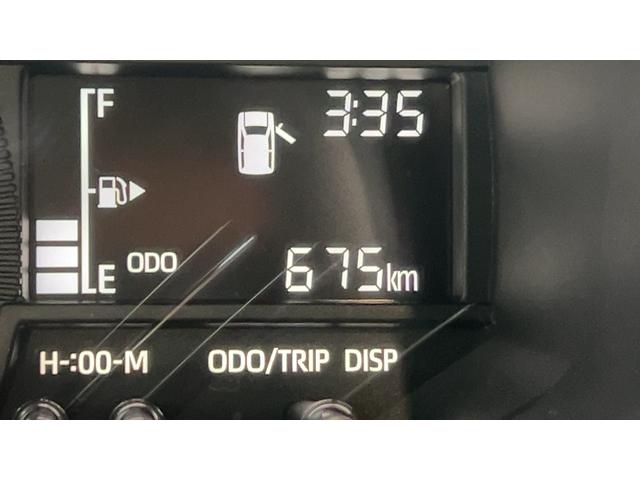 F 3:35
E ODO 675km
H-:00-M ODO/TRIP DISP